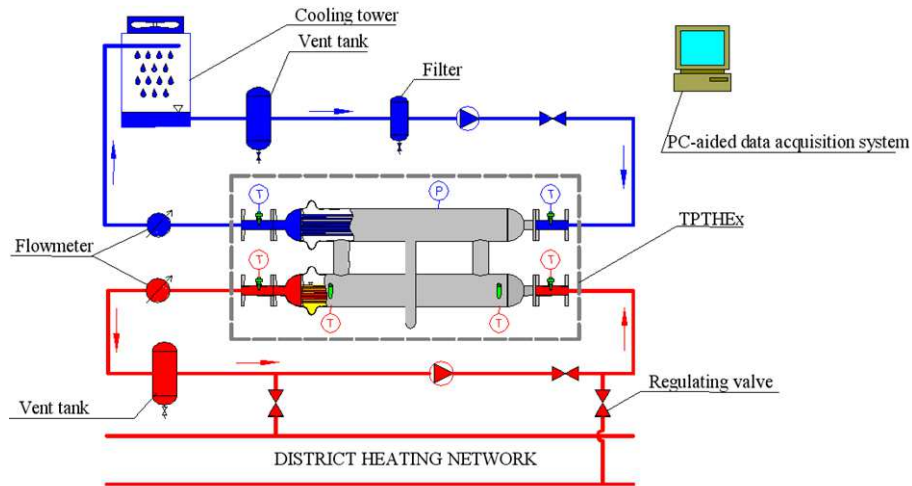 Cooling tower
Vent tank
Filter
PC-aided data acquisition system
T
P
T
TPTHEx
Flowmeter
T
T
T
T
Regulating valve
Vent tank
DISTRICT HEATING NETWORK